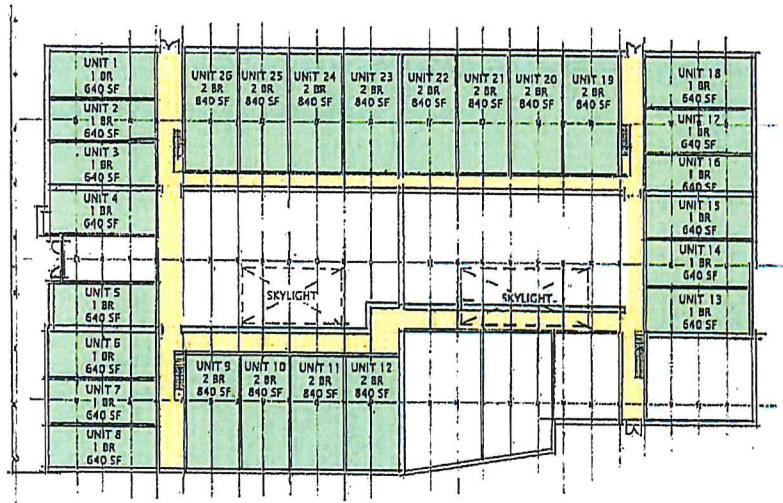 UNIT 1
1 BR
640 SF
UNIT 2
1 BR
640 SF
UNIT 3
1 BR
640 SF
UNIT 4
1 BR
640 SF
UNIT 5
1 BR
640 SF
UNIT 6
1 BR
640 SF
UNIT 7
1 BR
640 SF
UNIT 8
1 BR
640 SF
UNIT 26
2 BR
840 SF
UNIT 25
2 BR
840 SF
UNIT 24
2 BR
840 SF
UNIT 23
2 BR
840 SF
UNIT 22
2 BR
840 SF
UNIT 21
2 BR
840 SF
UNIT 20
2 BR
840 SF
UNIT 19
2 BR
840 SF
SKYLIGHT
SKYLIGHT
UNIT 9
2 BR
840 SF
UNIT 10
2 BR
840 SF
UNIT 11
2 BR
840 SF
UNIT 12
2 BR
840 SF
UNIT 18
1 BR
640 SF
UNIT 17
1 BR
640 SF
UNIT 16
1 BR
640 SF
UNIT 15
1 BR
640 SF
UNIT 14
1 BR
640 SF
UNIT 13
1 BR
640 SF